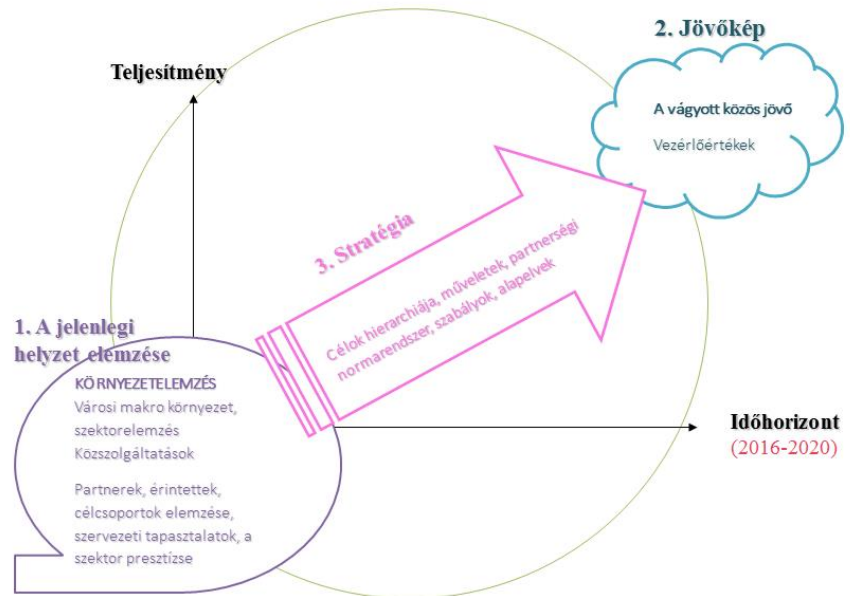 2. Jövőkép
Teljesítmény
A vágyott közös jövő
Vezérlőértékek
3. Stratégia
Célok hierarchiája, műveletek, partnerségi
normarendszer, szabályok, alapelvek
1. A jelenlegi
helyzet elemzése
KÖRNYEZETELEMZÉS
Városi makro környezet,
szektorelemzés
Közszolgáltatások
Partnerek, érintettek,
célcsoportok elemzése,
szervezeti tapasztalatok, a
szektor presztízse
Időhorizont
(2016-2020)